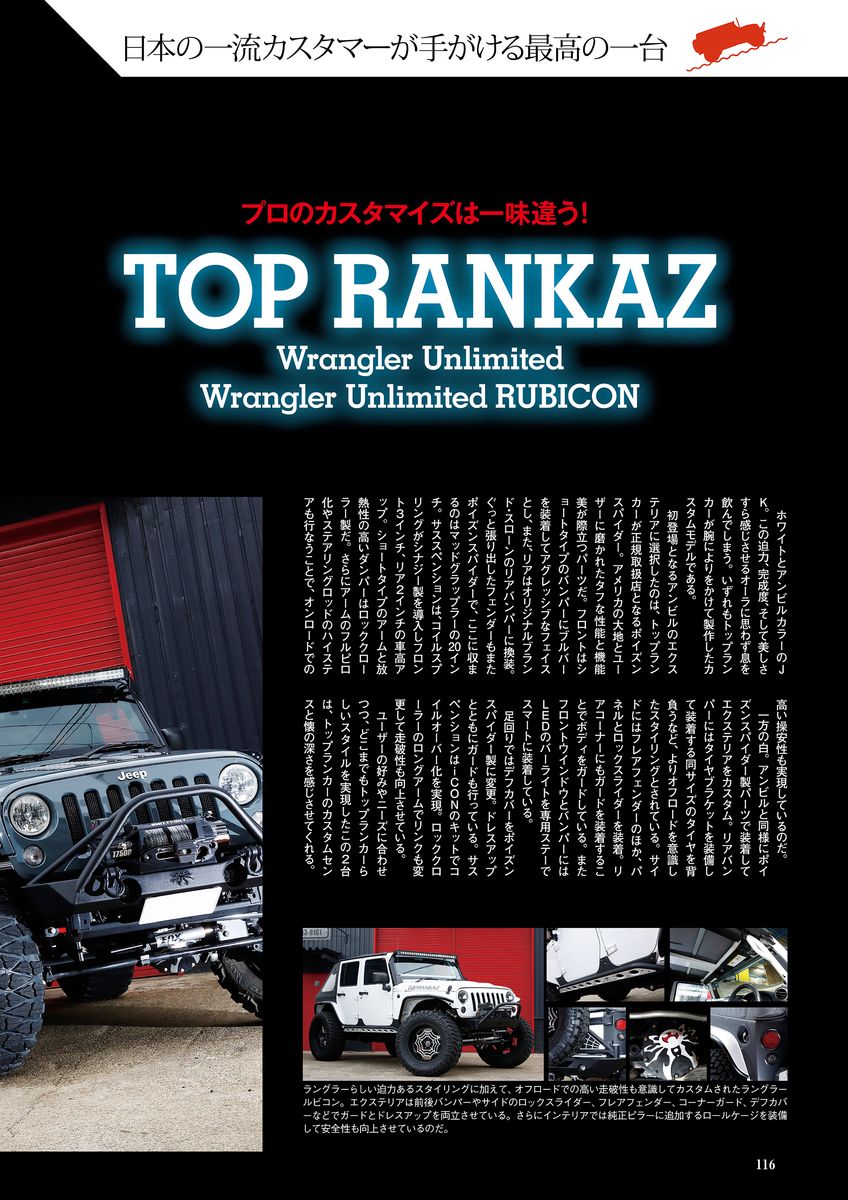 日本の一流カスタマーが手がける最高の一台
プロのカスタマイズは一味違う！
TOP RANKAZ
Wrangler Unlimited
Wrangler Unlimited RUBICON
ホワイトとアンビルカラーのJ
K。この迫力、完成度、そして美しさ
すら感じさせるオーラに思わず息を
飲んでしまう。いずれもトップラン
カーが腕によりをかけて製作したカ
スタムモデルである。
初登場となるアンビルのエクス
テリアに選択したのは、トップラン
カーが正規取扱店となるポイズン
スパイダー。アメリカの大地とユー
ザーに磨かれたタフな性能と機能
美が際立つパーツだ。フロントはシ
ョートタイプのバンパーにブルバー
を装着してアグレッシブなフェイス
とし、また、リアはオリジナルブラン
ド・スローンのリアバンパーに換装。
ぐっと張り出したフェンダーもまた
ポイズンスパイダーで、ここに収ま
るのはマッドグラップラーの20イン
チ。サスペンションは、コイルスプ
リングがシナジー製を導入しフロン
ト3インチ、リア2インチの車高ア
ップ。ショートタイプのアームと放
熱性の高いダンパーはロッククロー
ラー製だ。さらにアームのフルピロ
化やステアリングロッドのハイステ
アも行なうことで、オンロードでの
高い操安性も実現しているのだ。
一方の白。アンビルと同様にポイ
ズンスパイダー製パーツで装着して
エクステリアをカスタム。リアバン
パーにはタイヤブラケットを装備し
て装着する同サイズのタイヤを背
負うなど、よりオフロードを意識し
たスタイリングとされている。サイ
ドにはフレアフェンダーのほか、パ
ネルとロックスライダーを装着。リ
アコーナーにもガードを装着するこ
とでボディをガードしている。また
フロントウインドウとバンパーには
LEDのバーライトを専用ステーで
スマートに装着している。
足回りではデフカバーをポイズン
スパイダー製に変更。ドレスアップ
とともにガードも行っている。サス
ペンションはiCONのキットでコ
イルオーバー化を実現。ロッククロ
ーラーのロングアームでリンクも変
更して走破性も向上させている。
ユーザーの好みやニーズに合わせ
つつ、どこまでもトップランカーら
しいスタイルを実現したこの2台
は、トップランカーのカスタムセン
スと懐の深さを感じさせてくれる。
Jeep
17500
FOX
3-9161
TOPRANKAZ
ラングラーらしい迫力あるスタイリングに加えて、オフロードでの高い走破性も意識してカスタムされたラングラー
ルビコン。エクステリアは前後バンパーやサイドのロックスライダー、フレアフェンダー、コーナーガード、デフカバ
ーなどでガードとドレスアップを両立させている。さらにインテリアでは純正ピラーに追加するロールケージを装備
して安全性も向上させているのだ。
116